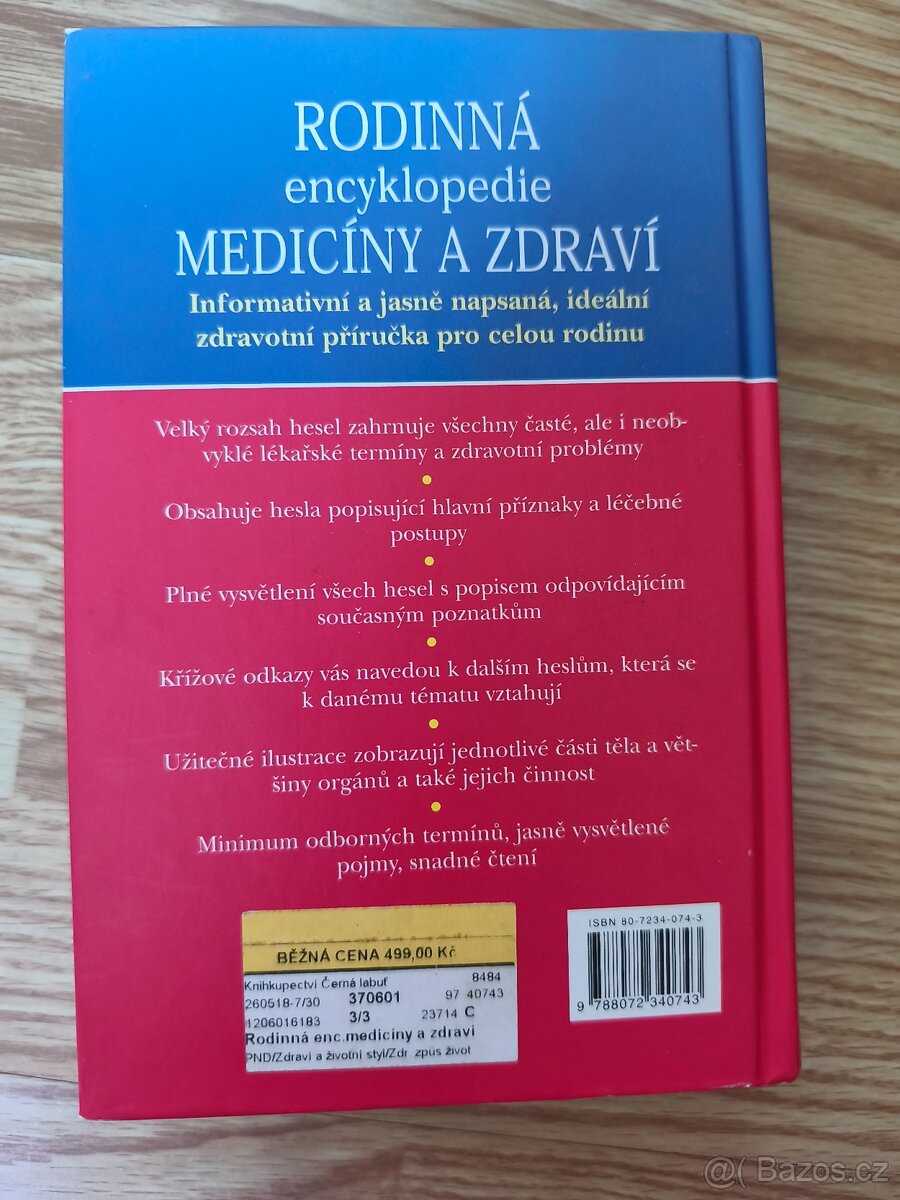 RODINNÁ
encyklopedie
MEDICÍNY A ZDRAVÍ
Informativní a jasně napsaná, ideální
zdravotní příručka pro celou rodinu
Velký rozsah hesel zahrnuje všechny časté, ale i neob-
vyklé lékařské termíny a zdravotní problémy
Obsahuje hesla popisující hlavní příznaky a léčebné
postupy
Plné vysvětlení všech hesel s popisem odpovídajícím
současným poznatkům
Křížové odkazy vás navedou k dalším heslům, která se
k danému tématu vztahují
Užitečné ilustrace zobrazují jednotlivé části těla a vět-
šiny orgánů a také jejich činnost
Minimum odborných termínů, jasně vysvětlené
pojmy, snadné čtení
BĚŽNÁ CENA 499,00 Kč
Knihkupectví Černá labuť 8484
260518-7/30 370601 97 40743
1206016183 3/3 23714 C
Rodinná enc.medicíny a zdraví
PND/Zdraví a životní styl/Zdr. způs život
ISBN 80-7234-074-3
9 788072 340743
@( Bazos.cz